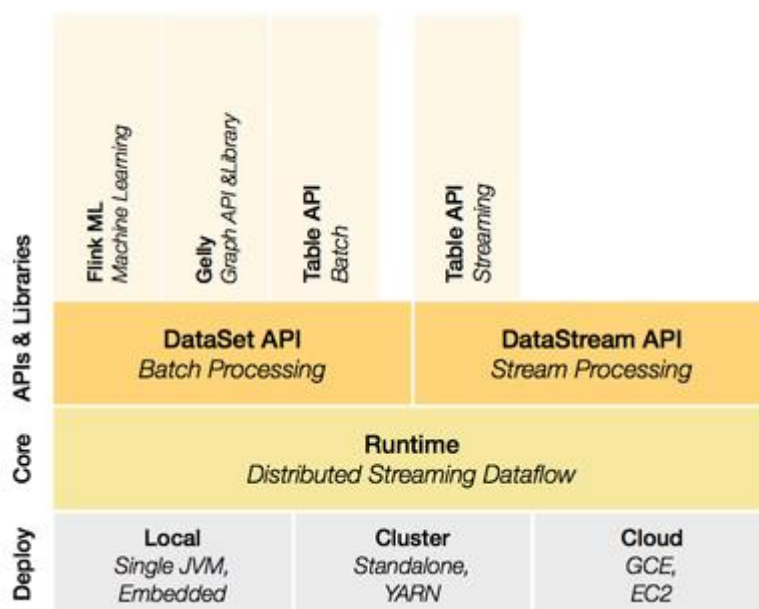 Flink ML
Machine Learning
Gelly
Graph API &Library
Table API
Batch
Table API
Streaming
APIs & Libraries
DataSet API
Batch Processing
DataStream API
Stream Processing
Core
Runtime
Distributed Streaming Dataflow
Deploy
Local
Single JVM,
Embedded
Cluster
Standalone,
YARN
Cloud
GCE,
EC2